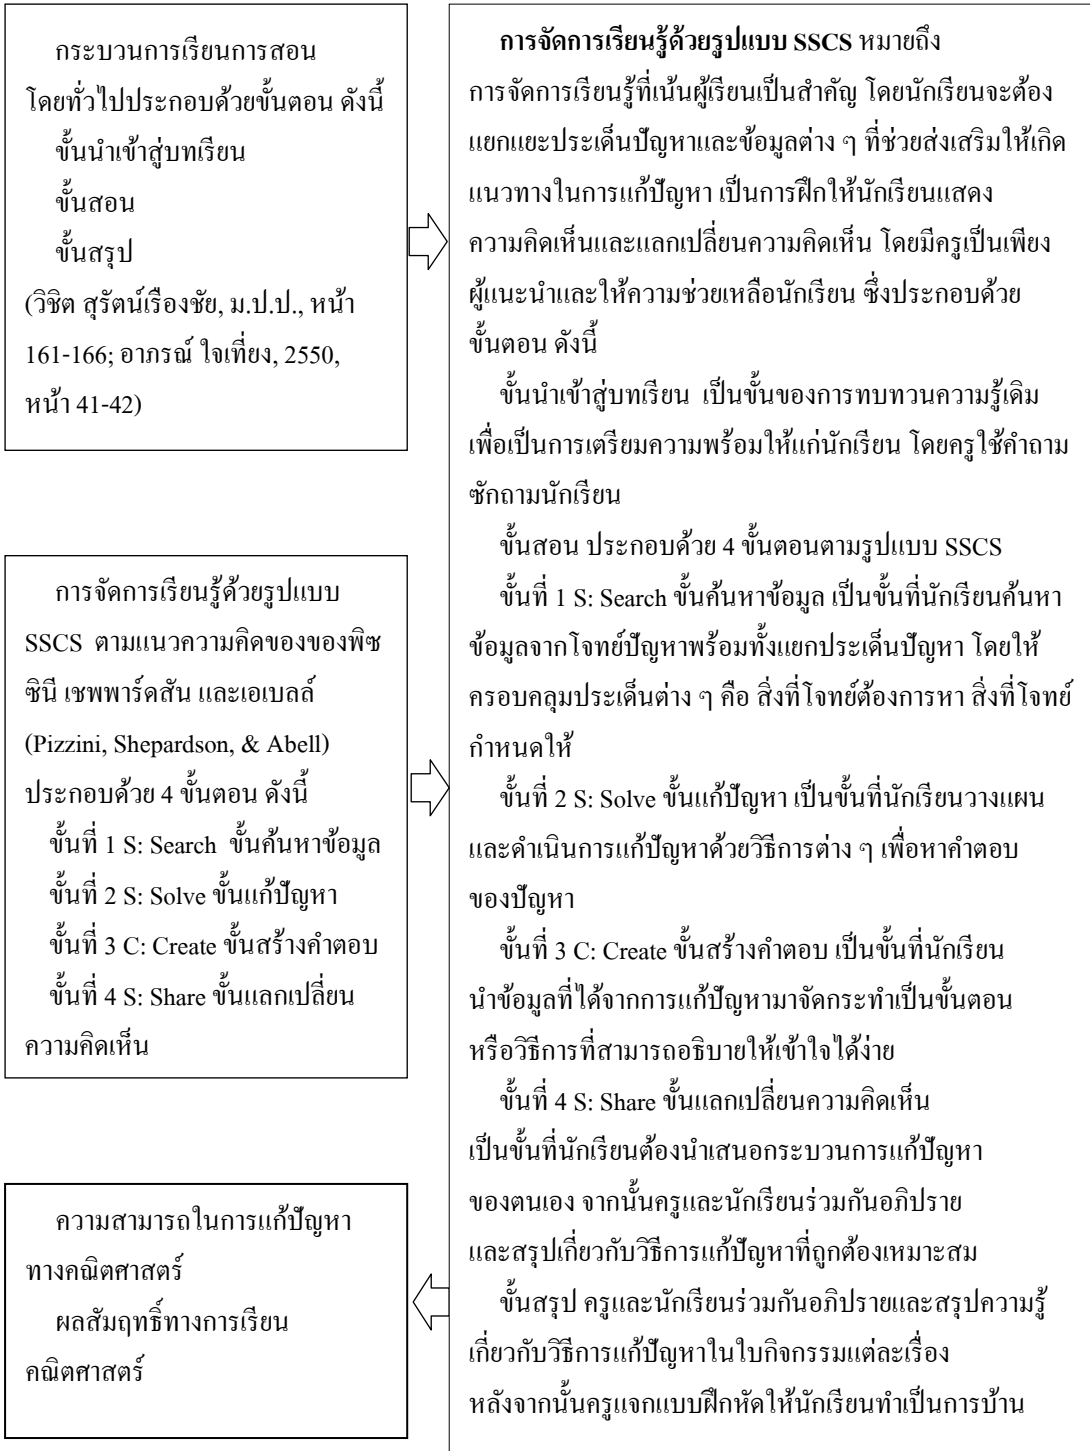 กระบวนการเรียนการสอน
โดยทั่วไปประกอบด้วยขั้นตอน ดังนี้
ขั้นนำเข้าสู่บทเรียน
ขั้นสอน
ขั้นสรุป
(วิชิต สุรัตน์เรืองชัย, ม.ป.ป., หน้า
161-166; อาภรณ์ ใจเที่ยง, 2550,
หน้า 41-42)
การจัดการเรียนรู้ด้วยรูปแบบ
SSCS ตามแนวความคิดของของพิซ
ซินี เชพพาร์ดสัน และเอเบลล์
(Pizzini, Shepardson, & Abell)
ประกอบด้วย 4 ขั้นตอน ดังนี้
ขั้นที่ 1 S: Search ขั้นค้นหาข้อมูล
ขั้นที่ 2 S: Solve ขั้นแก้ปัญหา
ขั้นที่ 3 C: Create ขั้นสร้างคำตอบ
ขั้นที่ 4 S: Share ขั้นแลกเปลี่ยน
ความคิดเห็น
การจัดการเรียนรู้ด้วยรูปแบบ SSCS หมายถึง
การจัดการเรียนรู้ที่เน้นผู้เรียนเป็นสำคัญ โดยนักเรียนจะต้อง
แยกแยะประเด็นปัญหาและข้อมูลต่าง ๆ ที่ช่วยส่งเสริมให้เกิด
แนวทางในการแก้ปัญหา เป็นการฝึกให้นักเรียนแสดง
ความคิดเห็นและแลกเปลี่ยนความคิดเห็น โดยมีครูเป็นเพียง
ผู้แนะนำและให้ความช่วยเหลือนักเรียน ซึ่งประกอบด้วย
ขั้นตอน ดังนี้
ขั้นนำเข้าสู่บทเรียน เป็นขั้นของการทบทวนความรู้เดิม
เพื่อเป็นการเตรียมความพร้อมให้แก่นักเรียน โดยครูใช้คำถาม
ซักถามนักเรียน
ขั้นสอน ประกอบด้วย 4 ขั้นตอนตามรูปแบบ SSCS
ขั้นที่ 1 S: Search ขั้นค้นหาข้อมูล เป็นขั้นที่นักเรียนค้นหา
ข้อมูลจากโจทย์ปัญหาพร้อมทั้งแยกประเด็นปัญหา โดยให้
ครอบคลุมประเด็นต่าง ๆ คือ สิ่งที่โจทย์ต้องการหา สิ่งที่โจทย์
กำหนดให้
ขั้นที่ 2 S: Solve ขั้นแก้ปัญหา เป็นขั้นที่นักเรียนวางแผน
และดำเนินการแก้ปัญหาด้วยวิธีการต่าง ๆ เพื่อหาคำตอบ
ของปัญหา
ขั้นที่ 3 C: Create ขั้นสร้างคำตอบ เป็นขั้นที่นักเรียน
นำข้อมูลที่ได้จากการแก้ปัญหามาจัดกระทำเป็นขั้นตอน
หรือวิธีการที่สามารถอธิบายให้เข้าใจได้ง่าย
ขั้นที่ 4 S: Share ขั้นแลกเปลี่ยนความคิดเห็น
เป็นขั้นที่นักเรียนต้องนำเสนอกระบวนการแก้ปัญหา
ของตนเอง จากนั้นครูและนักเรียนร่วมกันอภิปราย
และสรุปเกี่ยวกับวิธีการแก้ปัญหาที่ถูกต้องเหมาะสม
ขั้นสรุป ครูและนักเรียนร่วมกันอภิปรายและสรุปความรู้
เกี่ยวกับวิธีการแก้ปัญหาในใบกิจกรรมแต่ละเรื่อง
หลังจากนั้นครูแจกแบบฝึกหัดให้นักเรียนทำเป็นการบ้าน
ความสามารถในการแก้ปัญหา
ทางคณิตศาสตร์
ผลสัมฤทธิ์ทางการเรียน
คณิตศาสตร์